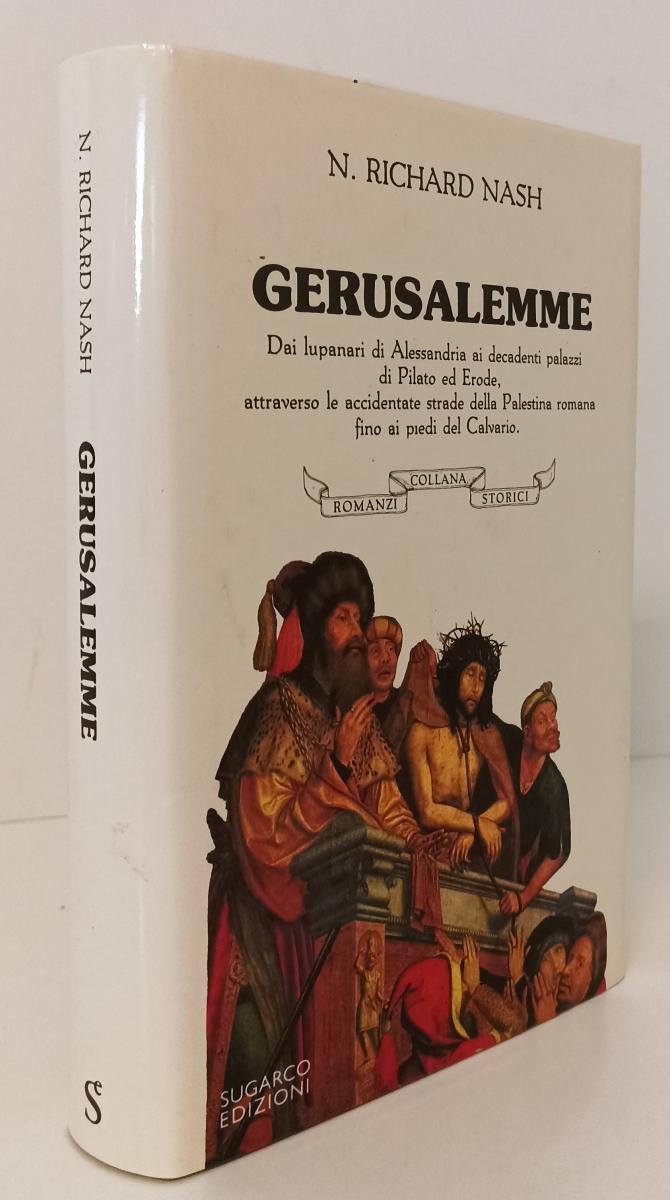 N. RICHARD NASH
GERUSALEMME
S
N. RICHARD NASH
GERUSALEMME
Dai lupanari di Alessandria ai decadenti palazzi
di Pilato ed Erode,
attraverso le accidentate strade della Palestina romana
fino ai piedi del Calvario.
COLLANA
ROMANZI STORICI
SUGARCO
EDIZIONI